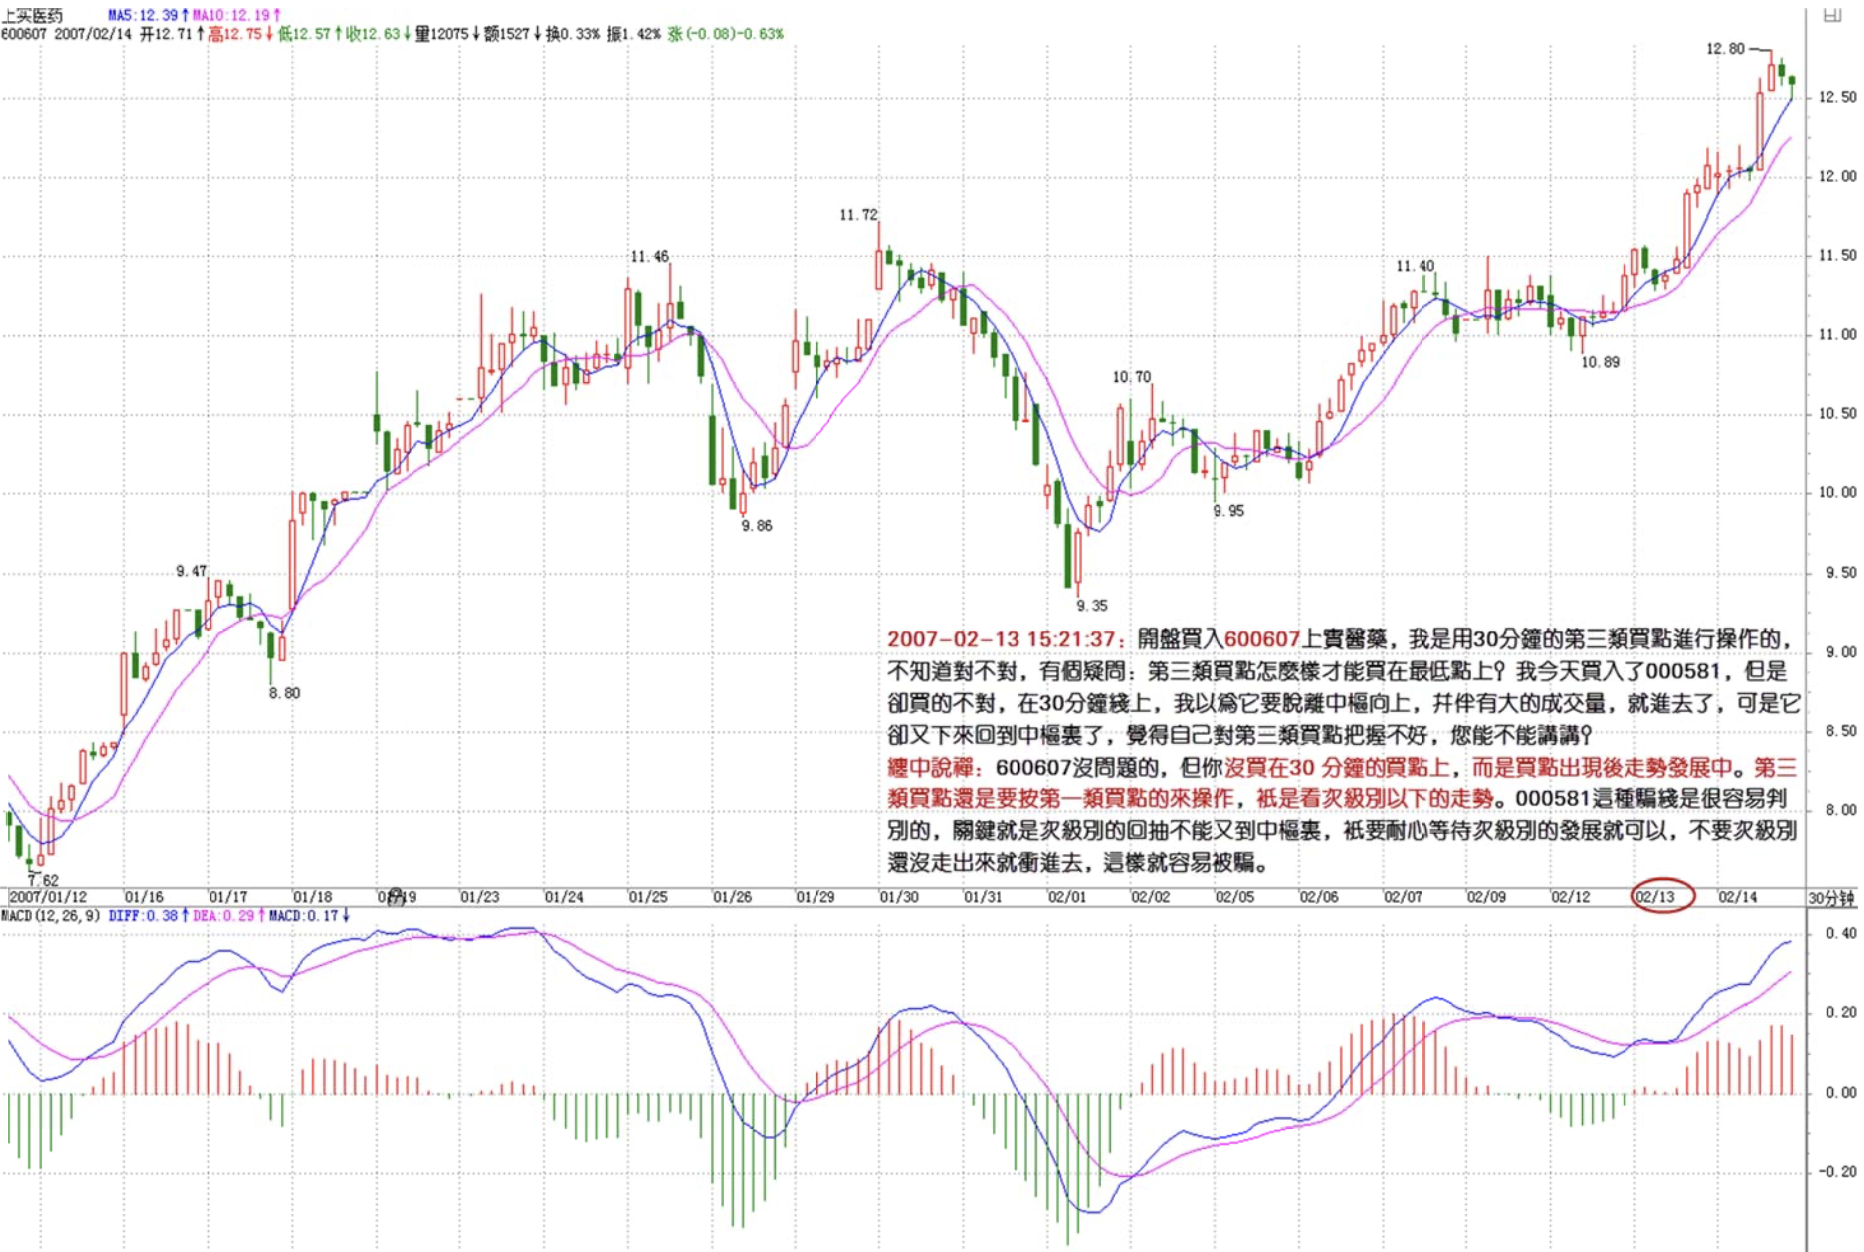 上实医药 MA5:12.39↑MA10:12.19↑
600607 2007/02/14 开12.71↑高12.75↓低12.57↑收12.63↓量12075↓额1527↓换0.33% 振1.42% 涨(-0.08)-0.63%
12.80
12.50
12.00
11.72
11.46
11.50
11.40
11.00
10.89
10.70
10.50
10.00
9.95
9.86
9.47
9.50
9.35
2007-02-13 15:21:37：開盤買入600607上實醫藥，我是用30分鐘的第三類買點進行操作的，
不知道對不對，有個疑問：第三類買點怎麼樣才能買在最低點上？我今天買入了000581，但是
卻買的不對，在30分鐘綫上，我以爲它要脫離中樞向上，幷伴有大的成交量，就進去了，可是它
卻又下來回到中樞裏了，覺得自己對第三類買點把握不好，您能不能講講？
纏中說禪：600607沒問題的，但你沒買在30 分鐘的買點上，而是買點出現後走勢發展中。第三
類買點還是要按第一類買點的來操作，衹是看次級別以下的走勢。000581這種騙綫是很容易判
別的，關鍵就是次級別的回抽不能又到中樞裏，衹要耐心等待次級別的發展就可以，不要次級別
還沒走出來就衝進去，這樣就容易被騙。
9.00
8.80
8.50
8.00
7.62
2007/01/12 01/16 01/17 01/18 01/19 01/23 01/24 01/25 01/26 01/29 01/30 01/31 02/01 02/02 02/05 02/06 02/07 02/09 02/12 02/13 02/14 30分钟
MACD(12,26,9) DIFF:0.38↑DEA:0.29↑MACD:0.17↓
0.40
0.20
0.00
-0.20